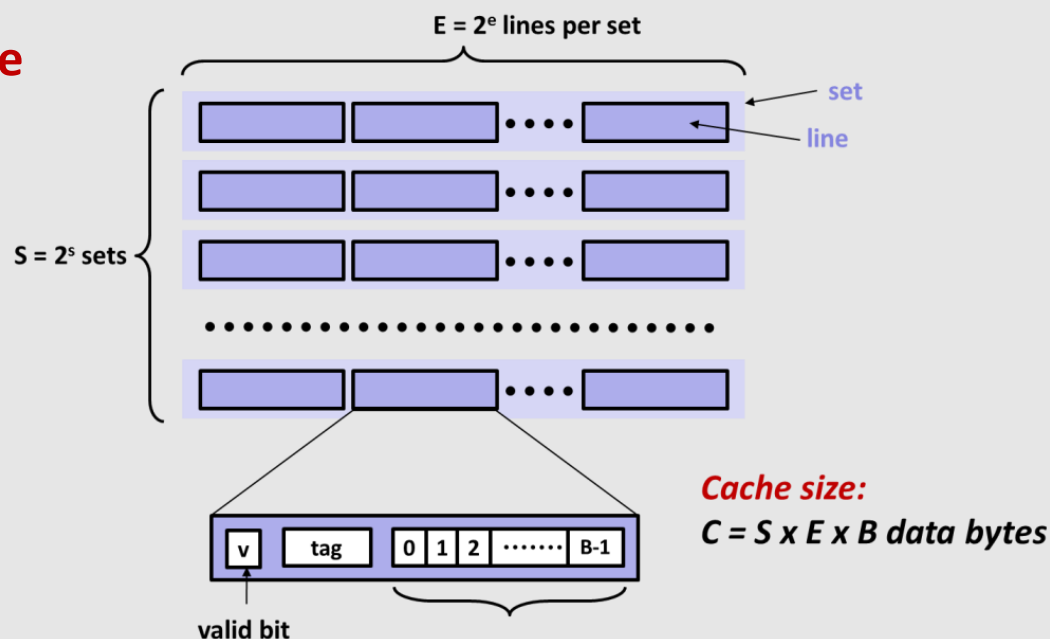 E = 2ᵉ lines per set
e
set
line
S = 2ˢ sets
Cache size:
C = S x E x B data bytes
v tag 0 1 2 ······· B-1
valid bit